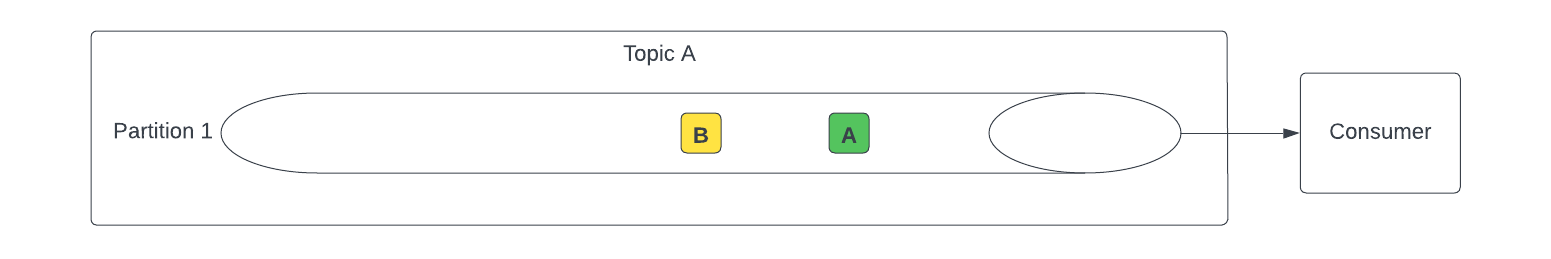 Topic A
Partition 1
B
A
Consumer